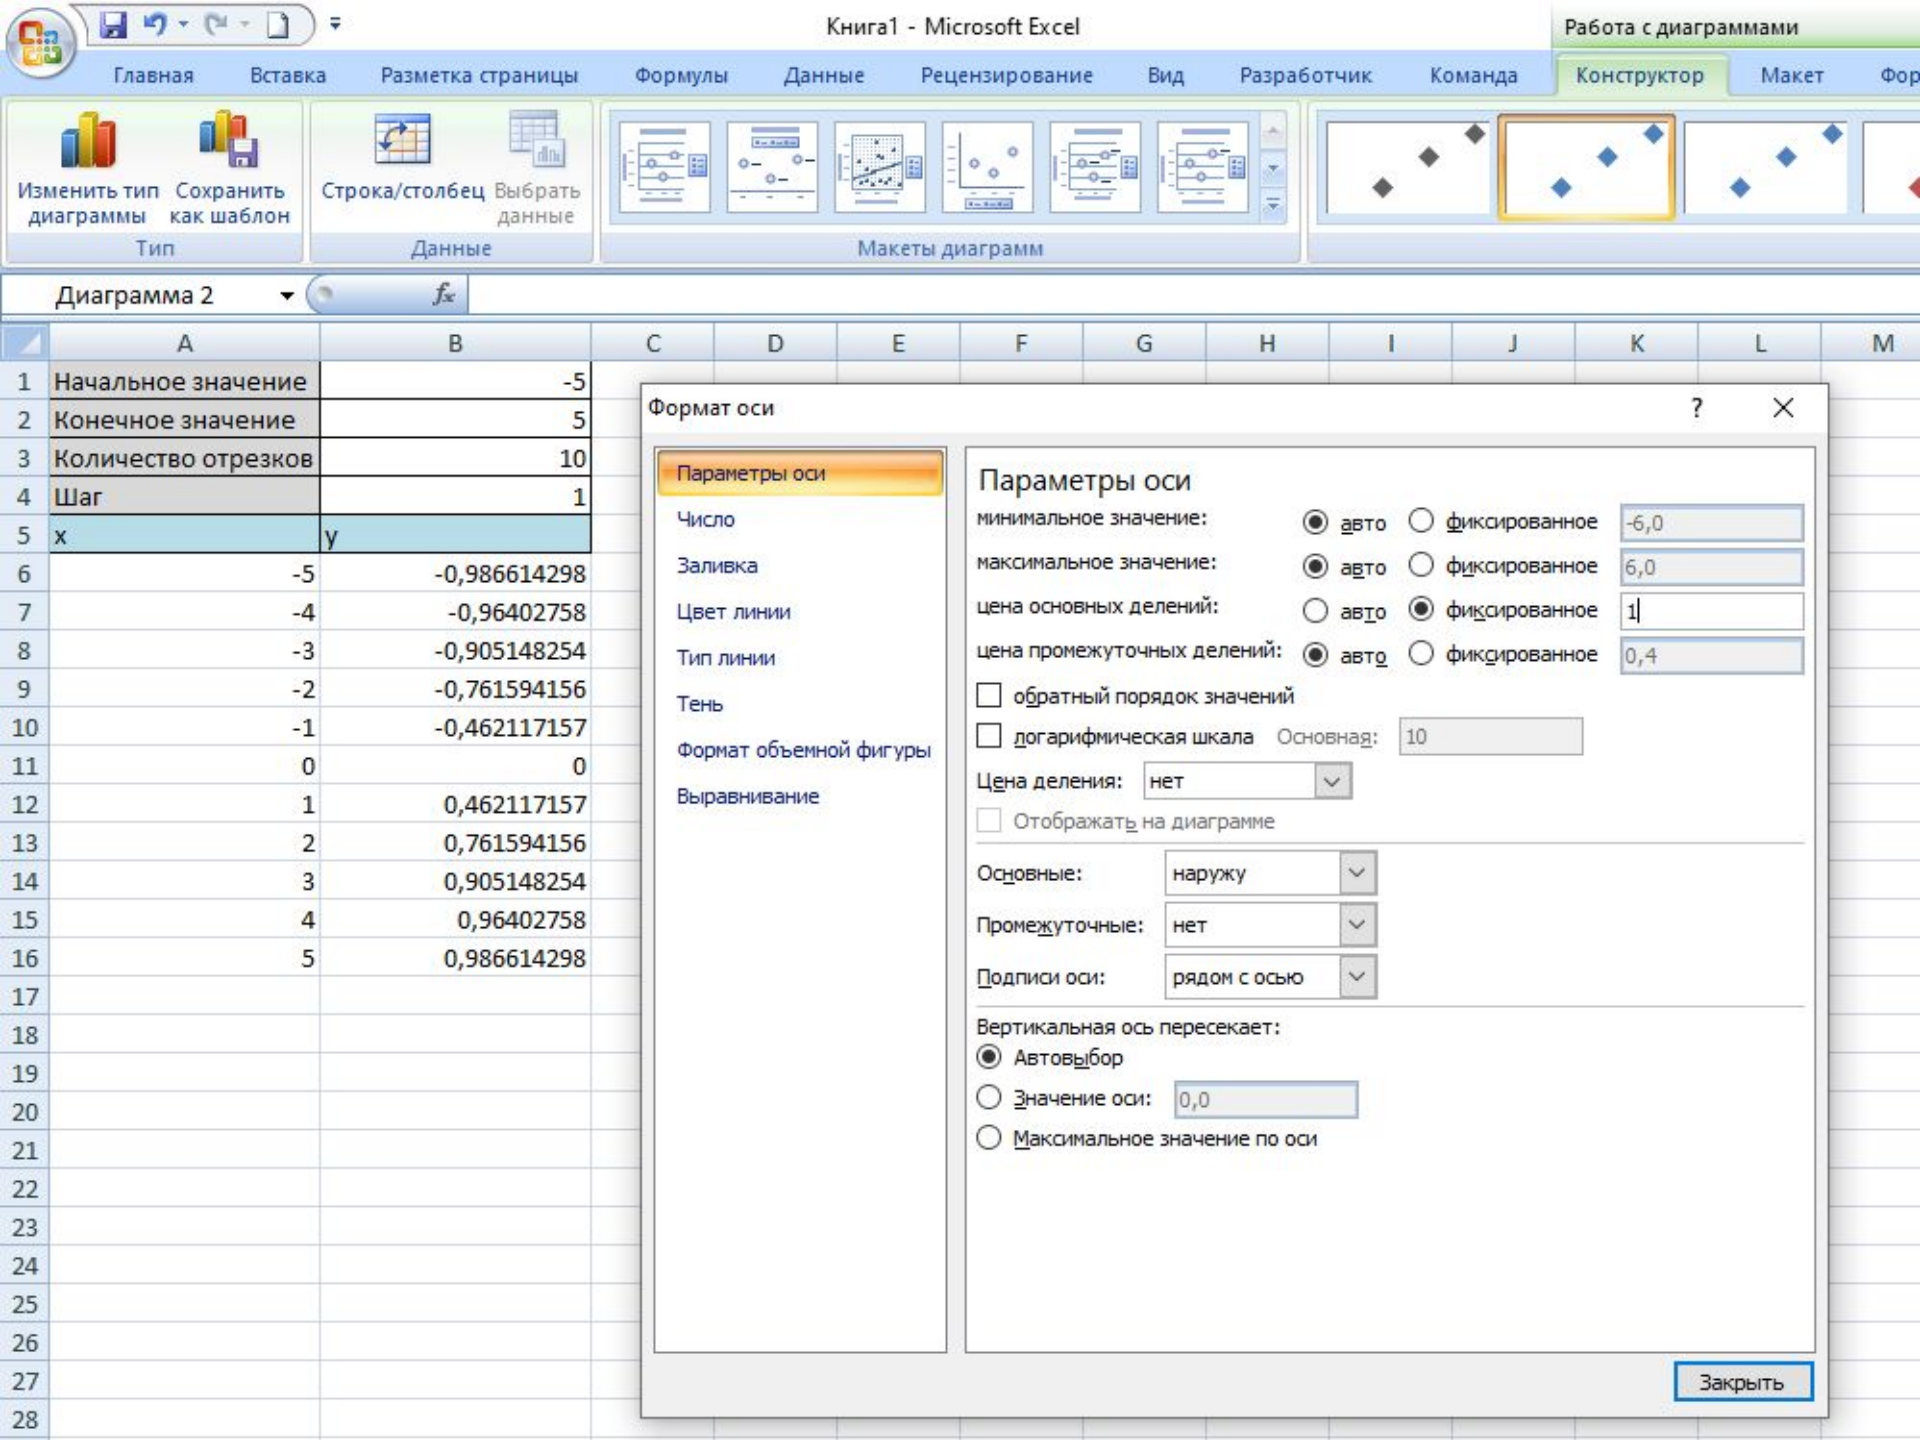 Книга1 - Microsoft Excel
Работа с диаграммами
Главная Вставка Разметка страницы Формулы Данные Рецензирование Вид Разработчик Команда Конструктор Макет Фор
Изменить тип диаграммы
Сохранить как шаблон
Строка/столбец
Выбрать данные
Тип Данные Макеты диаграмм
Диаграмма 2 fx
A B C D E F G H I J K L M
1 Начальное значение -5
2 Конечное значение 5
3 Количество отрезков 10
4 Шаг 1
5 x y
6 -5 -0,986614298
7 -4 -0,96402758
8 -3 -0,905148254
9 -2 -0,761594156
10 -1 -0,462117157
11 0 0
12 1 0,462117157
13 2 0,761594156
14 3 0,905148254
15 4 0,96402758
16 5 0,986614298
17
18
19
20
21
22
23
24
25
26
27
28
Формат оси ?
Параметры оси
Число
Заливка
Цвет линии
Тип линии
Тень
Формат объемной фигуры
Выравнивание
Параметры оси
минимальное значение: авто фиксированное -6,0
максимальное значение: авто фиксированное 6,0
цена основных делений: авто фиксированное 1
цена промежуточных делений: авто фиксированное 0,4
обратный порядок значений
логарифмическая шкала Основная: 10
Цена деления: нет
Отображать на диаграмме
Основные: наружу
Промежуточные: нет
Подписи оси: рядом с осью
Вертикальная ось пересекает:
Автовыбор
Значение оси: 0,0
Максимальное значение по оси
Закрыть